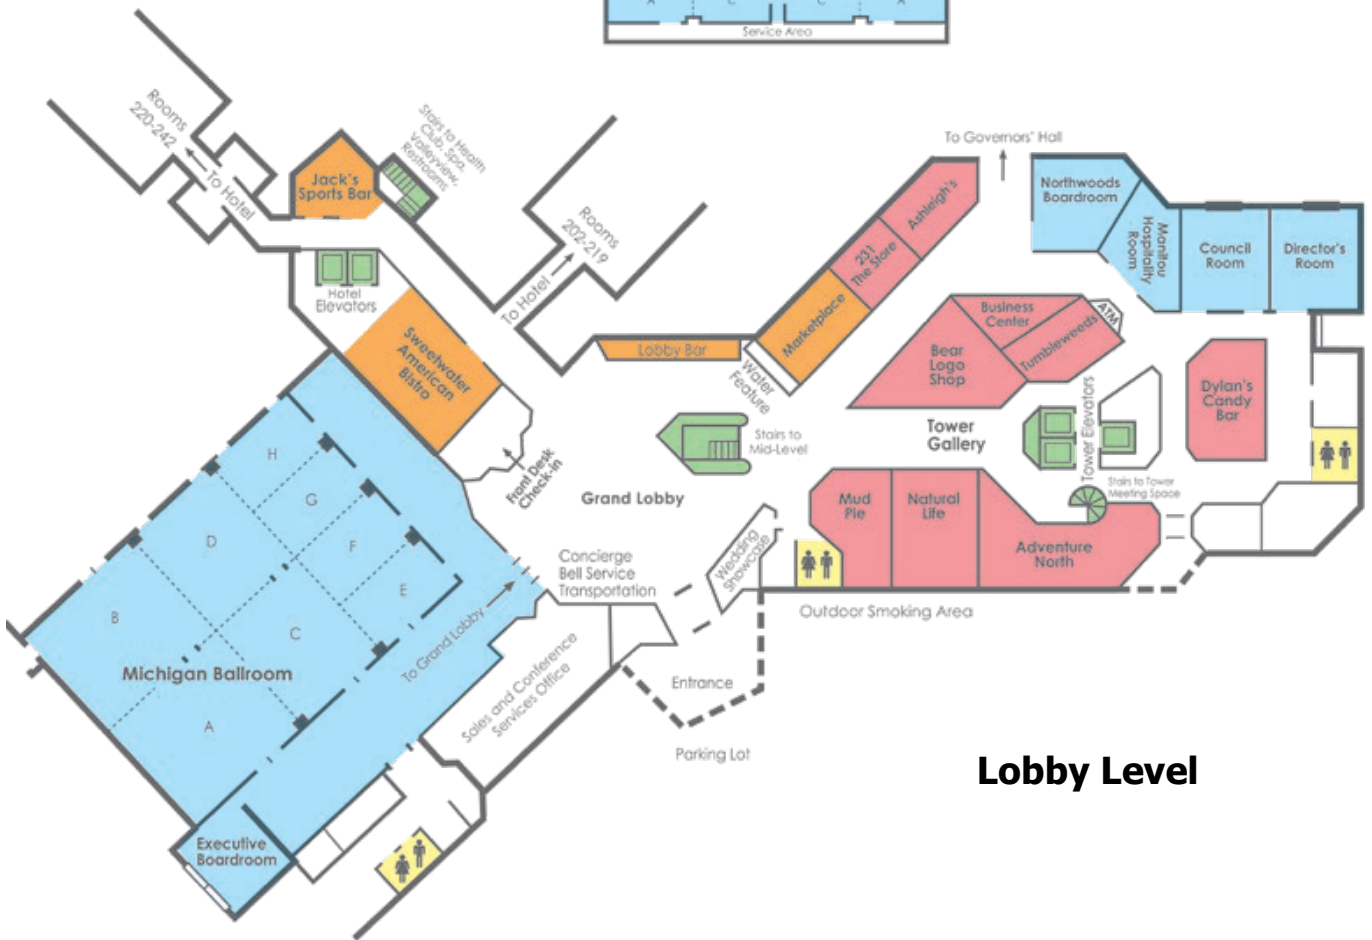 A
C
C
A
Service Area
Rooms
220-242
To Hotel
Jack's
Sports Bar
Stairs to Health
Club, Spa,
Valleyview,
Restrooms
Rooms
202-219
To Hotel
Hotel
Elevators
Sweetwater
American
Bistro
Front Desk
Check-in
Lobby Bar
Water
Feature
Marketplace
231
The Store
Ashleigh's
To Governors' Hall
Northwoods
Boardroom
Manitou
Hospitality
Room
Council
Room
Director's
Room
Business
Center
Tumbleweeds
ATM
Bear
Logo
Shop
Dylan's
Candy
Bar
Tower
Gallery
Tower Elevators
Stairs to
Mid-Level
Stairs to Tower
Meeting Space
Grand Lobby
Mud
Pie
Natural
Life
Adventure
North
Wedding
Showcase
Concierge
Bell Service
Transportation
Outdoor Smoking Area
H
G
D
F
E
B
C
A
Michigan Ballroom
To Grand Lobby
Sales and Conference
Services Office
Entrance
Parking Lot
Executive
Boardroom
Lobby Level